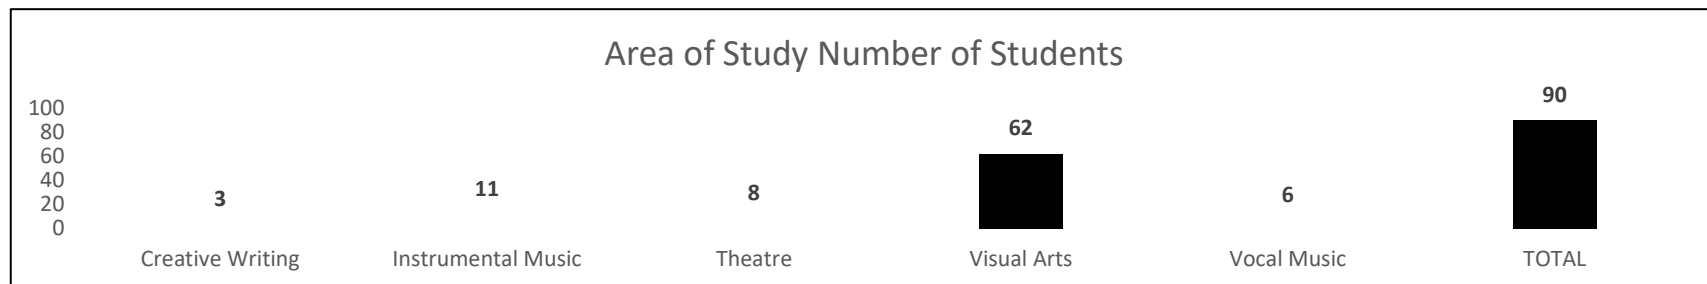 Area of Study Number of Students
100
80
60
40
20
0
3
11
8
62
6
90
Creative Writing
Instrumental Music
Theatre
Visual Arts
Vocal Music
TOTAL